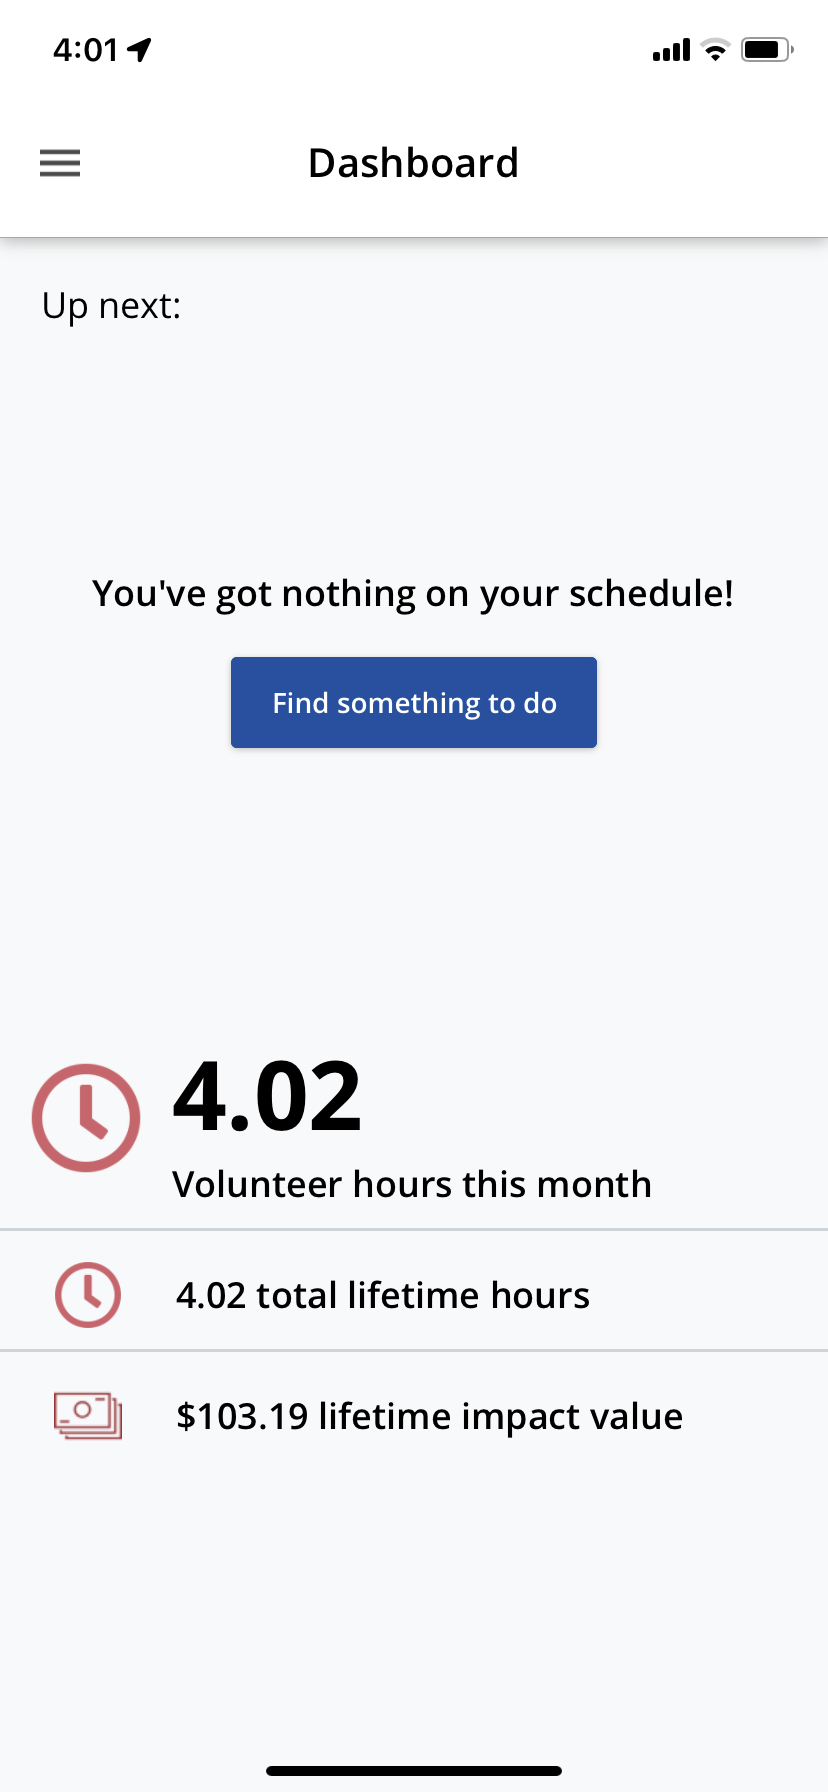 4:01
Dashboard
Up next:
You've got nothing on your schedule!
Find something to do
4.02
Volunteer hours this month
4.02 total lifetime hours
$103.19 lifetime impact value